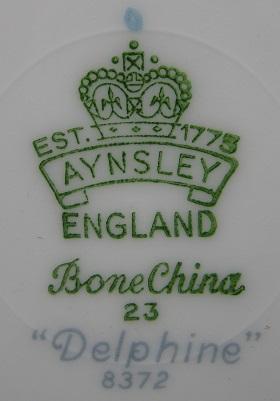 EST. 1775
AYNSLEY
ENGLAND
Bone China
23
"Delphine"
8372